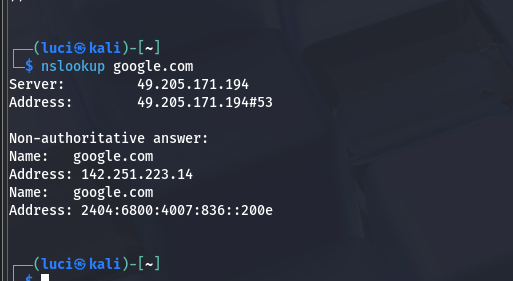 ┌──(luci㉿kali)-[~]
└─$ nslookup google.com
Server:         49.205.171.194
Address:        49.205.171.194#53
Non-authoritative answer:
Name:   google.com
Address: 142.251.223.14
Name:   google.com
Address: 2404:6800:4007:836::200e
┌──(luci㉿kali)-[~]
└─$